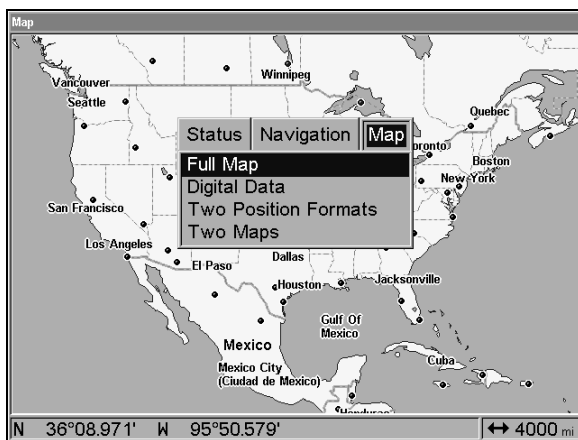 Map
Vancouver
Winnipeg
Seattle
Quebec
Status Navigation Map
Full Map
Digital Data
Two Position Formats
Two Maps
oronto
Boston
New York
San Francisco
Los Angeles
El Paso
Dallas
Houston
Jacksonville
Gulf Of
Mexico
Mexico
Cuba
Mexico City
(Ciudad de Mexico)
N 36°08.971' W 95°50.579' ↔ 4000 mi